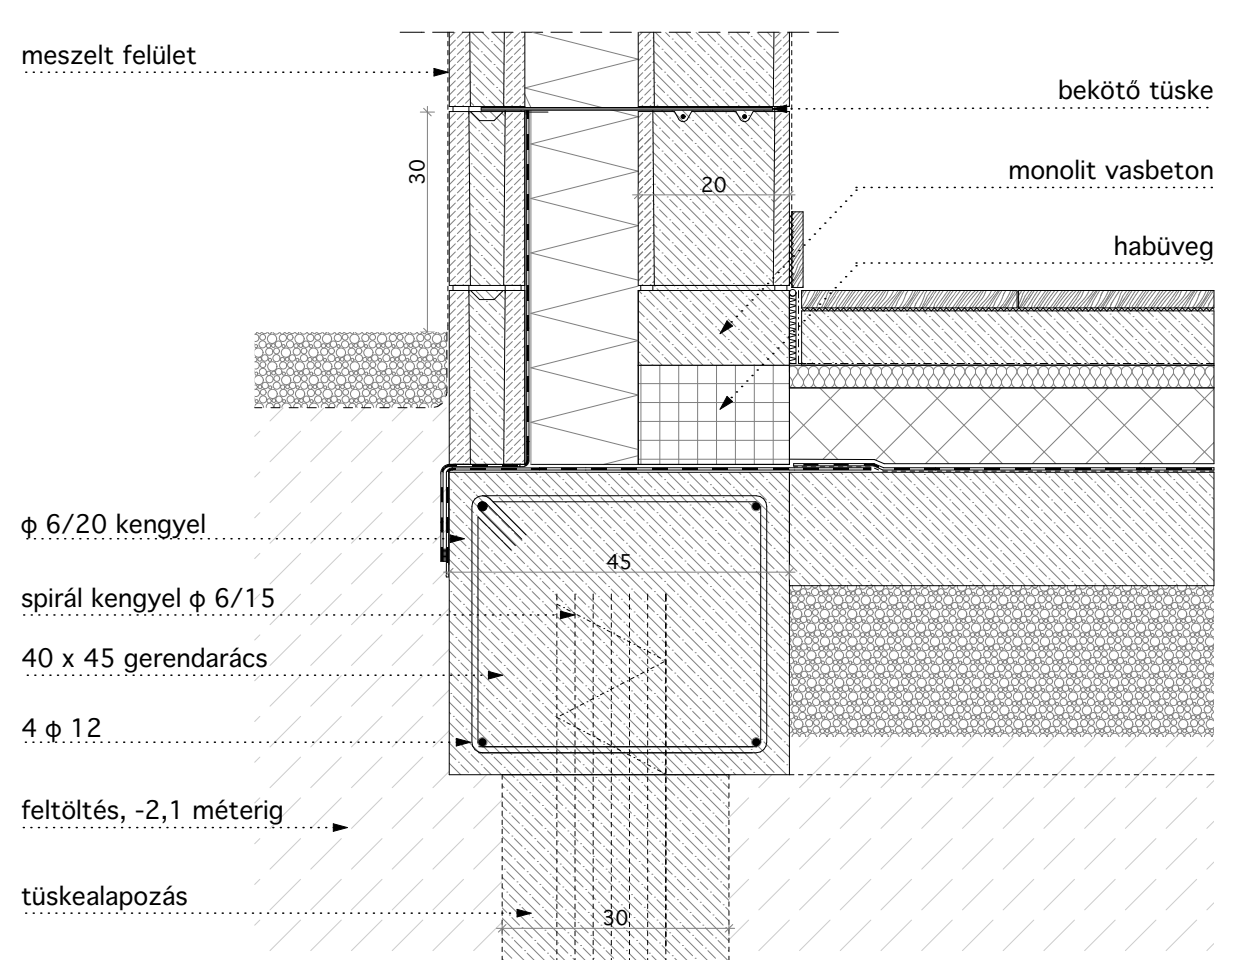 meszelt felület
bekötő tüske
30
20
monolit vasbeton
habüveg
φ 6/20 kengyel
45
spirál kengyel φ 6/15
40 x 45 gerendarács
4 φ 12
feltöltés, -2,1 méterig
tüskealapozás
30